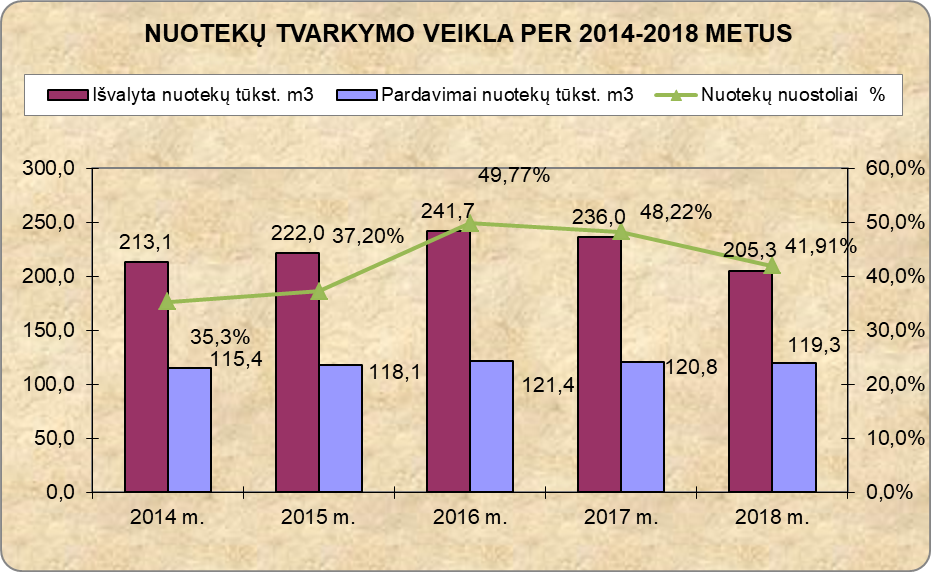 NUOTEKŲ TVARKYMO VEIKLA PER 2014-2018 METUS
Išvalyta nuotekų tūkst. m3 Pardavimai nuotekų tūkst. m3 Nuotekų nuostoliai %
300,0 60,0%
49,77%
250,0 213,1 222,0 37,20% 241,7 236,0 48,22% 205,3 41,91% 50,0%
200,0 40,0%
150,0 35,3% 119,3 30,0%
115,4 118,1 121,4 120,8
100,0 20,0%
50,0 10,0%
0,0 0,0%
2014 m. 2015 m. 2016 m. 2017 m. 2018 m.